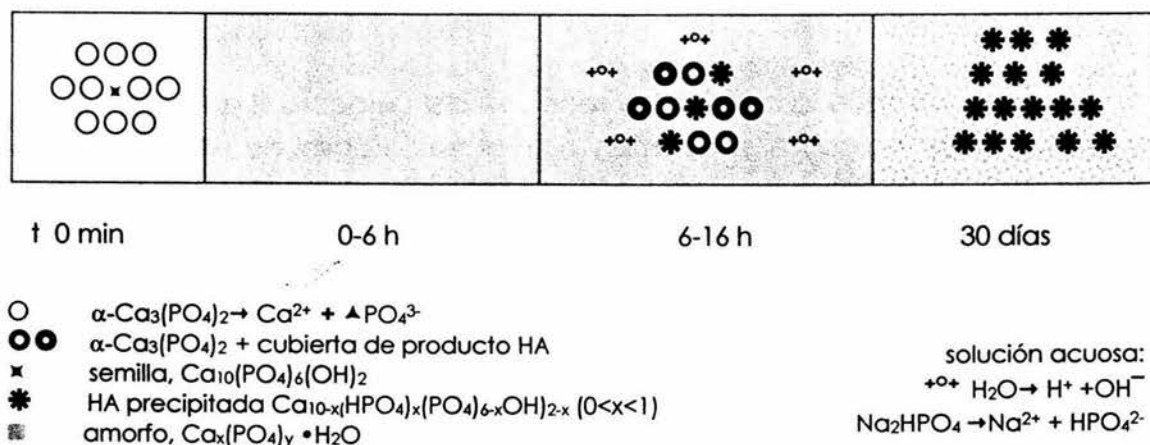 +o+
+o+ +o+
+o+ +o+
t 0 min 0-6 h 6-16 h 30 días
α-Ca₃(PO₄)₂→ Ca²⁺ + ▲PO₄³⁻
α-Ca₃(PO₄)₂ + cubierta de producto HA
semilla, Ca₁₀(PO₄)₆(OH)₂
HA precipitada Ca₁₀₋ₓ(HPO₄)ₓ(PO₄)₆₋ₓOH)₂₋ₓ (0<x<1)
amorfo, Caₓ(PO₄)ᵧ •H₂O
solución acuosa:
+o+ H₂O→ H⁺ +OH⁻
Na₂HPO₄ →Na²⁺ + HPO₄²⁻